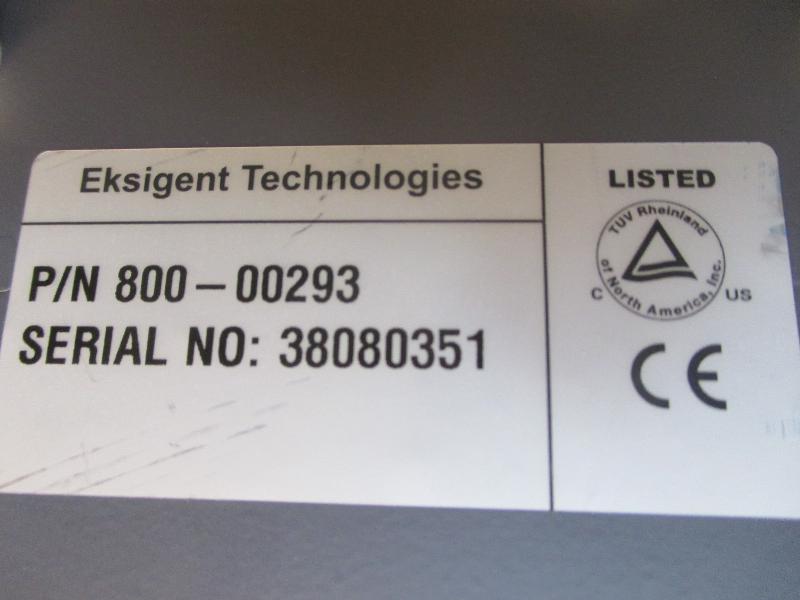 Eksigent Technologies
P/N 800-00293
SERIAL NO: 38080351
LISTED
TUV Rheinland
of North America, Inc.
C US
CE